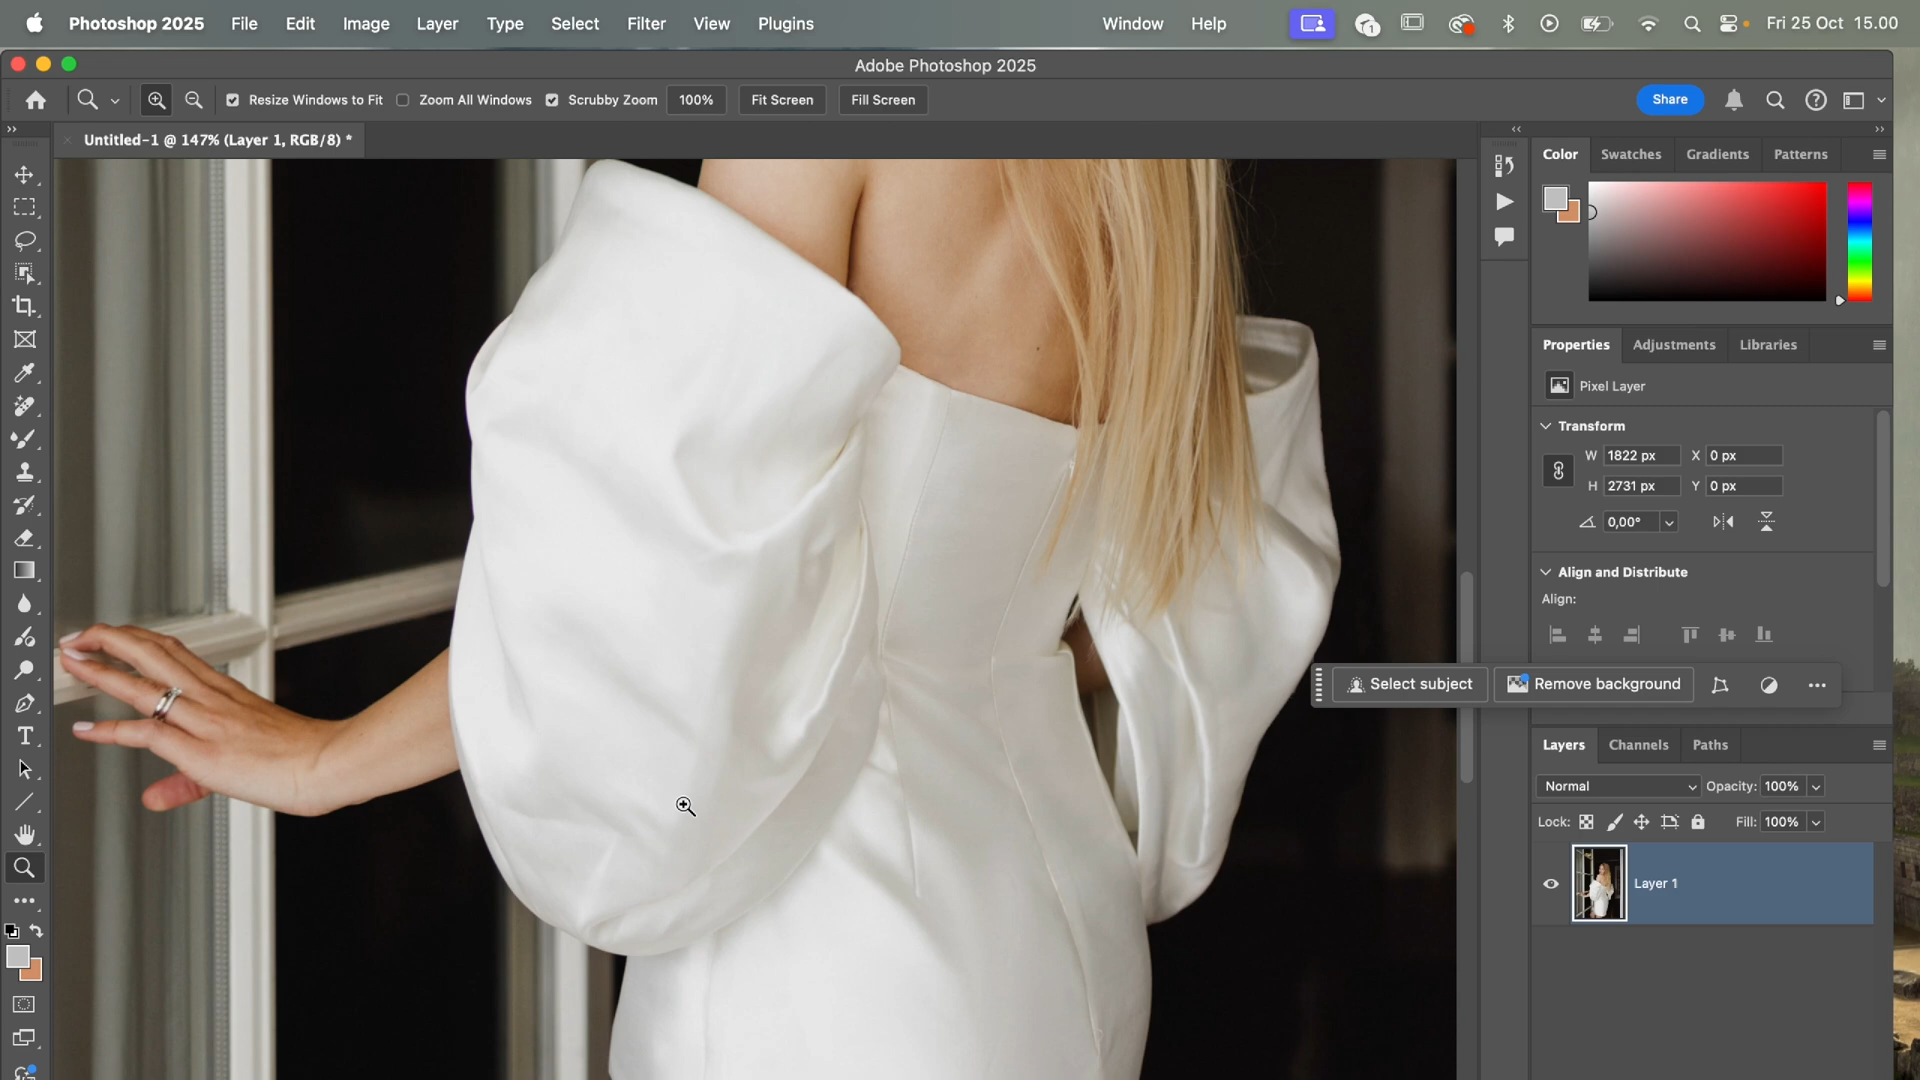 Photoshop 2025 File Edit Image Layer Type Select Filter View Plugins Window Help 1 Fri 25 Oct 15.00
Adobe Photoshop 2025
Resize Windows to Fit Zoom All Windows Scrubby Zoom 100% Fit Screen Fill Screen Share
Untitled-1 @ 147% (Layer 1, RGB/8) *
Color Swatches Gradients Patterns
Properties Adjustments Libraries
Pixel Layer
Transform
W 1822 px X 0 px
H 2731 px Y 0 px
0,00°
Align and Distribute
Align:
Select subject Remove background
Layers Channels Paths
Normal Opacity: 100%
Lock: Fill: 100%
Layer 1